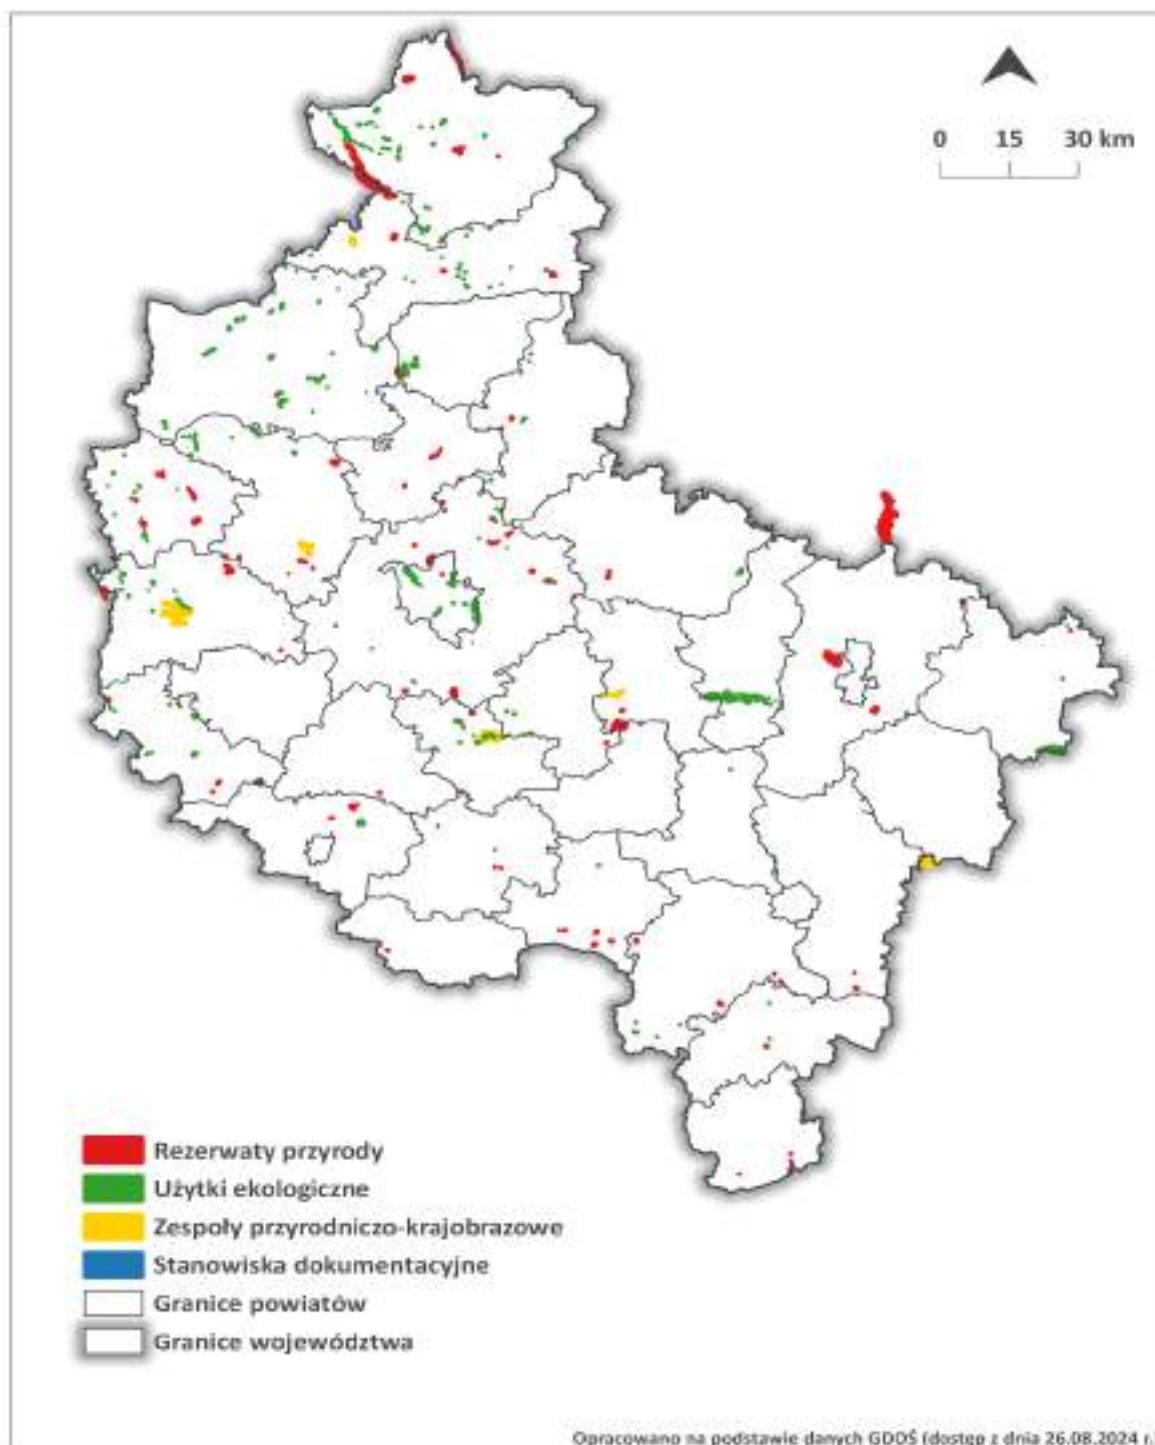 0 15 30 km
Rezerwaty przyrody
Użytki ekologiczne
Zespoły przyrodniczo-krajobrazowe
Stanowiska dokumentacyjne
Granice powiatów
Granice województwa
Opracowano na podstawie danych GDOŚ (dostęp z dnia 26.08.2024 r.)